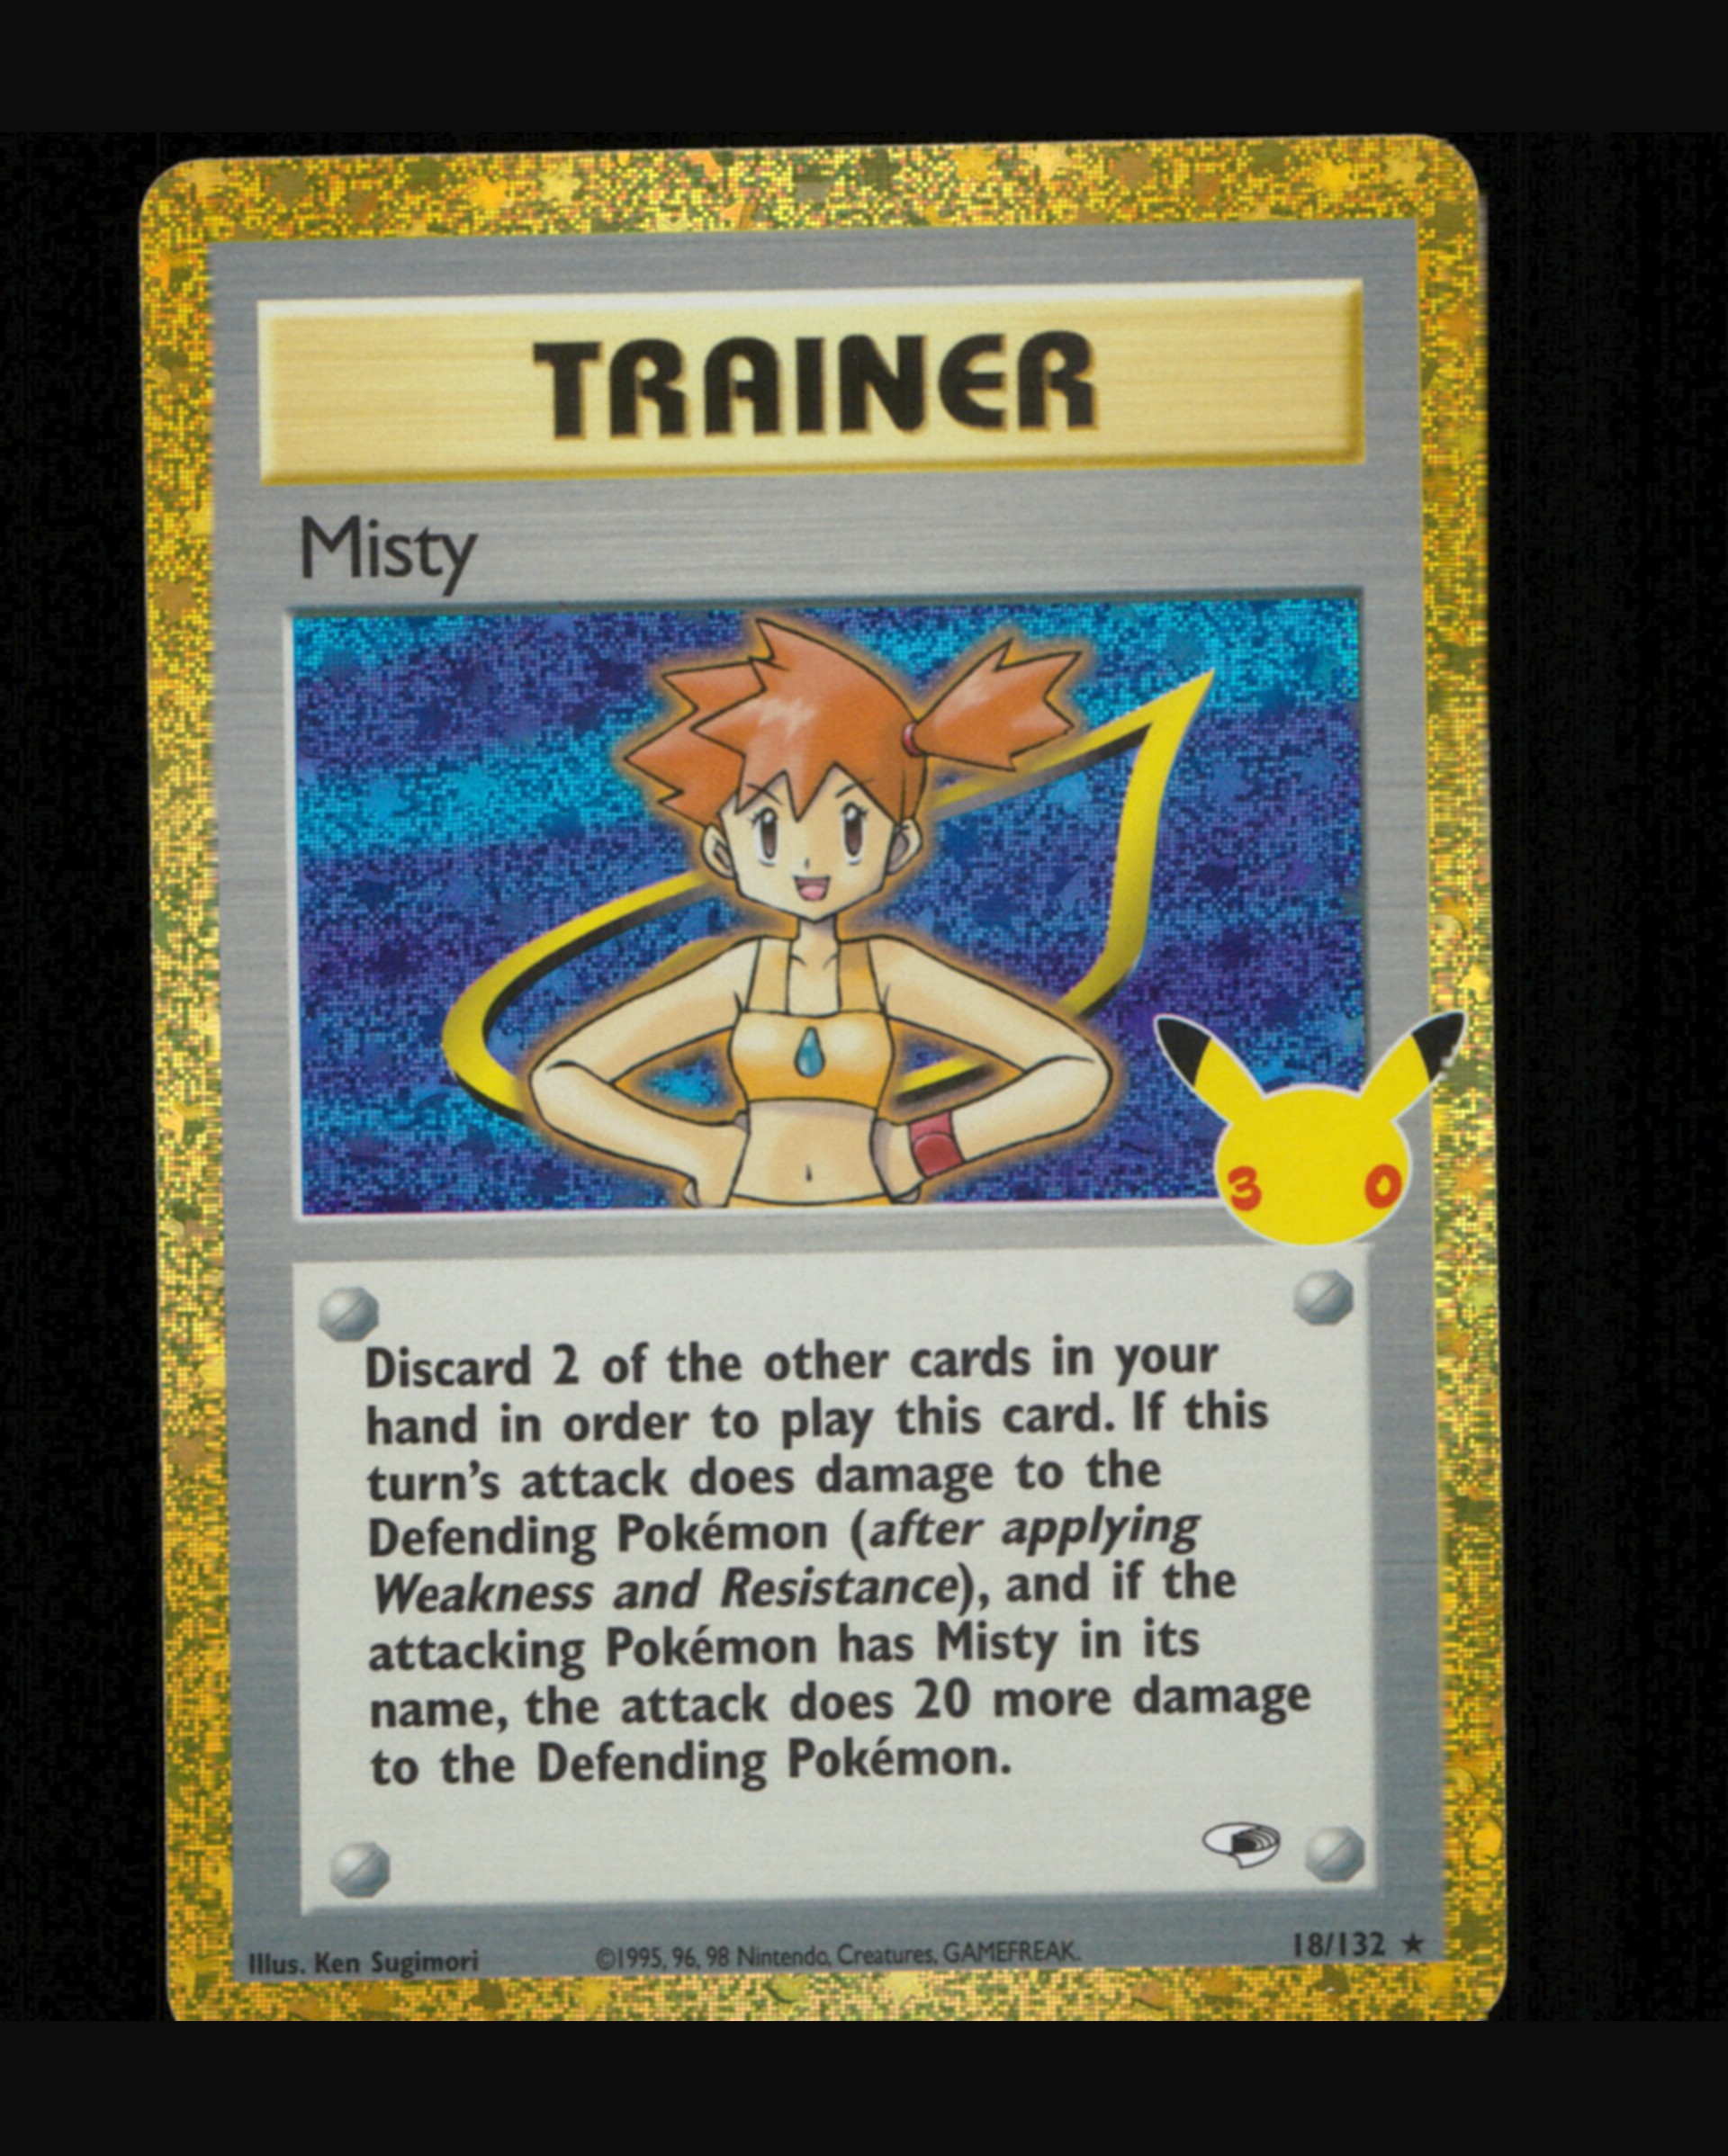 TRAINER
Misty
3 0
Discard 2 of the other cards in your
hand in order to play this card. If this
turn's attack does damage to the
Defending Pokémon (after applying
Weakness and Resistance), and if the
attacking Pokémon has Misty in its
name, the attack does 20 more damage
to the Defending Pokémon.
Illus. Ken Sugimori ©1995, 96, 98 Nintendo, Creatures, GAMEFREAK. 18/132 ★